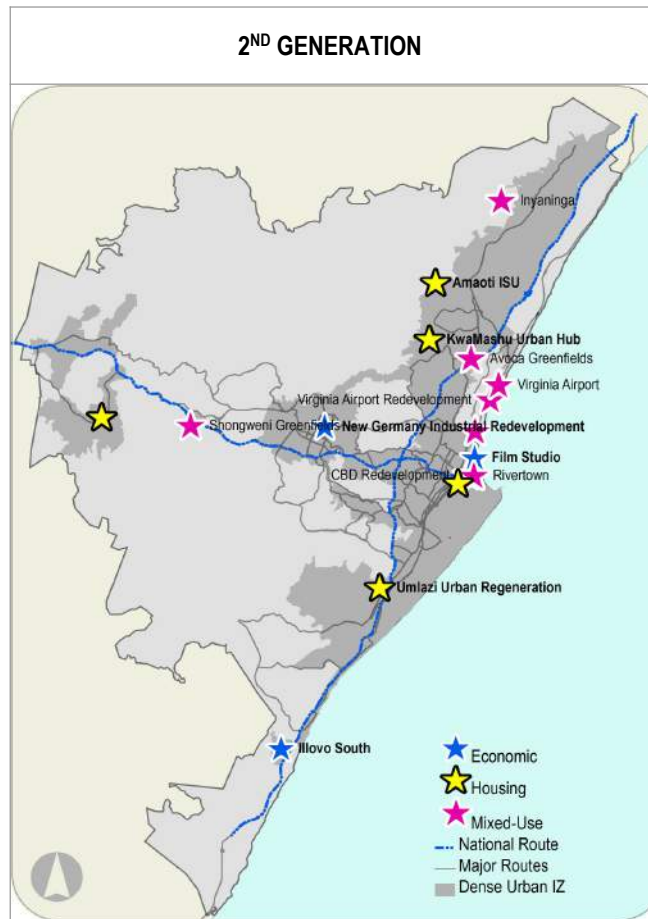 2ND GENERATION
Inyaninga
Amaoti ISU
KwaMashu Urban Hub
Avoca Greenfields
Virginia Airport
Virginia Airport Redevelopment
Shongweni Greenfields
New Germany Industrial Redevelopment
Film Studio
CBD Redevelopment
Rivertown
Umlazi Urban Regeneration
Illovo South
Economic
Housing
Mixed-Use
National Route
Major Routes
Dense Urban IZ